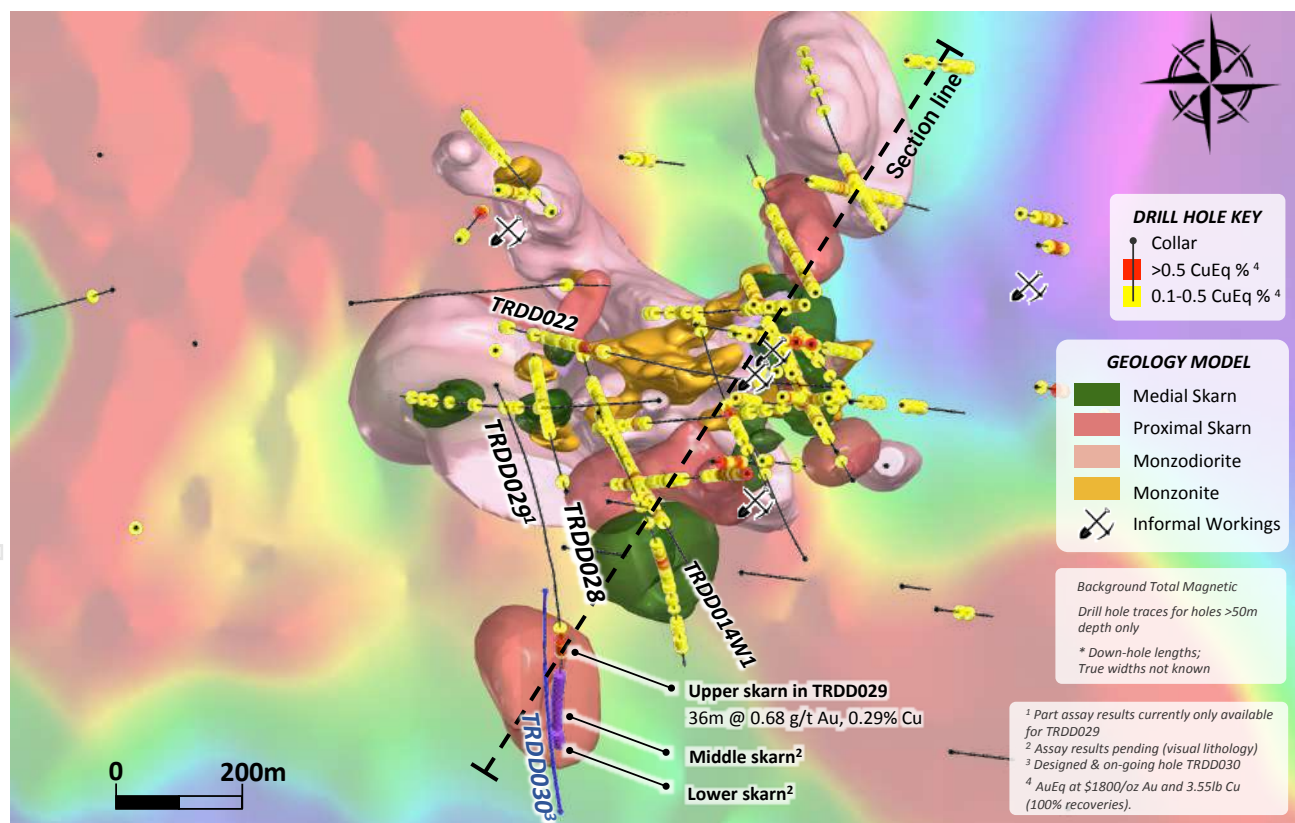 Section line
DRILL HOLE KEY
Collar
>0.5 CuEq % ⁴
0.1-0.5 CuEq % ⁴
GEOLOGY MODEL
Medial Skarn
Proximal Skarn
Monzodiorite
Monzonite
Informal Workings
Background Total Magnetic
Drill hole traces for holes >50m
depth only
* Down-hole lengths;
True widths not known
¹ Part assay results currently only available
for TRDD029
² Assay results pending (visual lithology)
³ Designed & on-going hole TRDD030
⁴ AuEq at $1800/oz Au and 3.55lb Cu
(100% recoveries).
TRDD022
TRDD029¹
TRDD028
TRDD014W1
TRDD030³
Upper skarn in TRDD029
36m @ 0.68 g/t Au, 0.29% Cu
Middle skarn²
Lower skarn²
0 200m